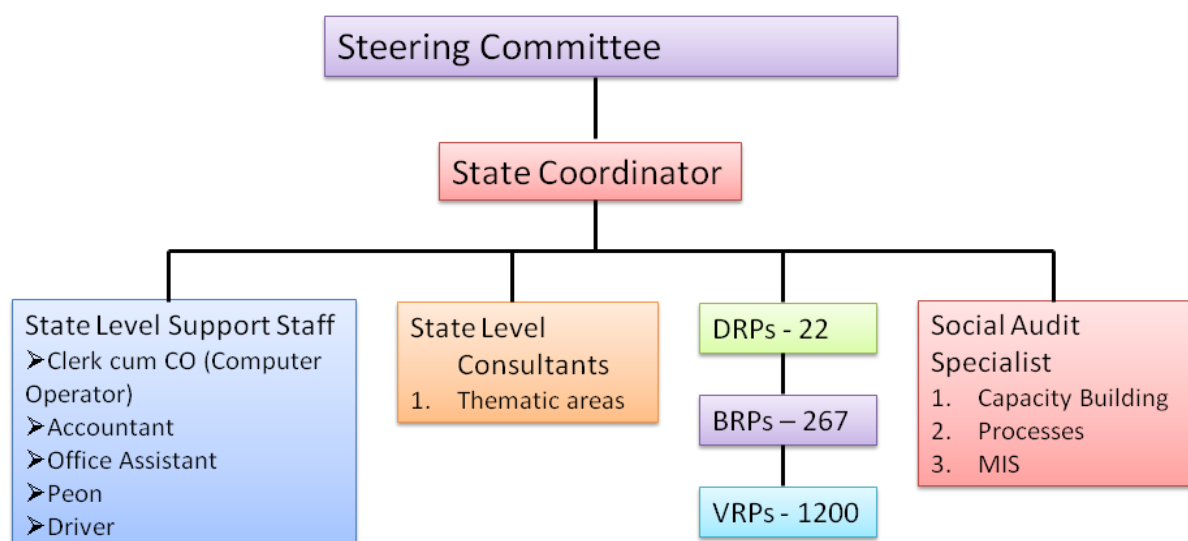 Steering Committee
State Coordinator
State Level Support Staff
➢Clerk cum CO (Computer
Operator)
➢Accountant
➢Office Assistant
➢Peon
➢Driver
State Level
Consultants
1. Thematic areas
DRPs - 22
BRPs – 267
VRPs - 1200
Social Audit
Specialist
1. Capacity Building
2. Processes
3. MIS